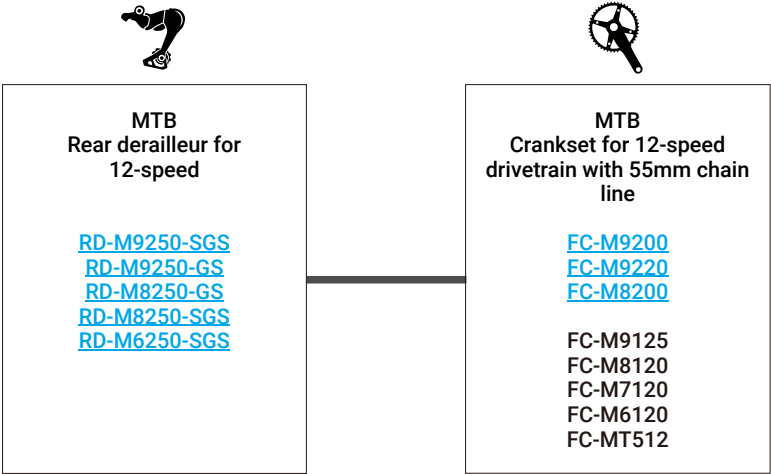 MTB
Rear derailleur for
12-speed
RD-M9250-SGS
RD-M9250-GS
RD-M8250-GS
RD-M8250-SGS
RD-M6250-SGS
MTB
Crankset for 12-speed
drivetrain with 55mm chain
line
FC-M9200
FC-M9220
FC-M8200
FC-M9125
FC-M8120
FC-M7120
FC-M6120
FC-MT512